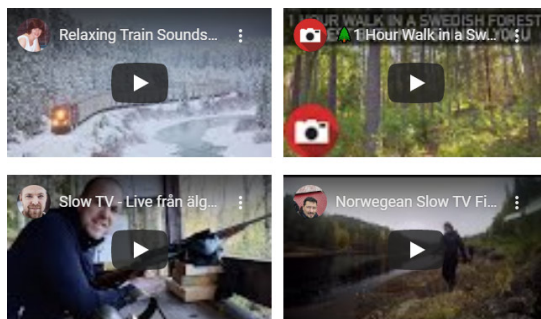 Relaxing Train Sounds...
1 HOUR WALK IN A SWEDISH FOREST
1 Hour Walk in a Sw...
Slow TV - Live från älg...
Norwegean Slow TV Fi...